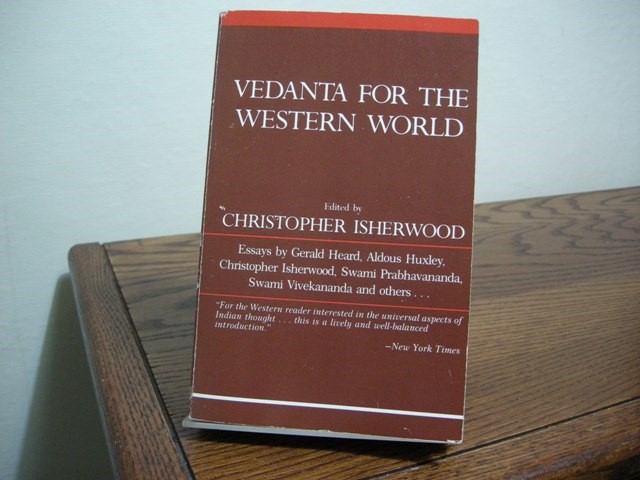 VEDANTA FOR THE
WESTERN WORLD
Edited by
CHRISTOPHER ISHERWOOD
Essays by Gerald Heard, Aldous Huxley,
Christopher Isherwood, Swami Prabhavananda,
Swami Vivekananda and others . . .
"For the Western reader interested in the universal aspects of
Indian thought . . . this is a lively and well-balanced
introduction."
—New York Times